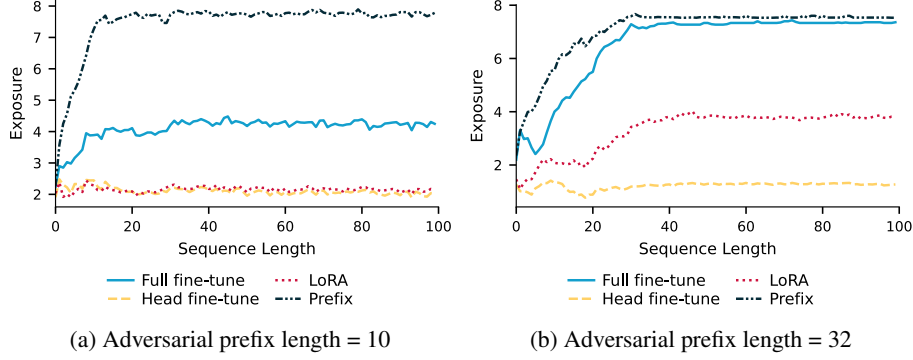 8
7
6
5
4
3
2
Exposure
0
20
40
60
80
100
Sequence Length
Full fine-tune
LoRA
Head fine-tune
Prefix
(a) Adversarial prefix length = 10
8
6
4
2
Exposure
0
20
40
60
80
100
Sequence Length
Full fine-tune
LoRA
Head fine-tune
Prefix
(b) Adversarial prefix length = 32